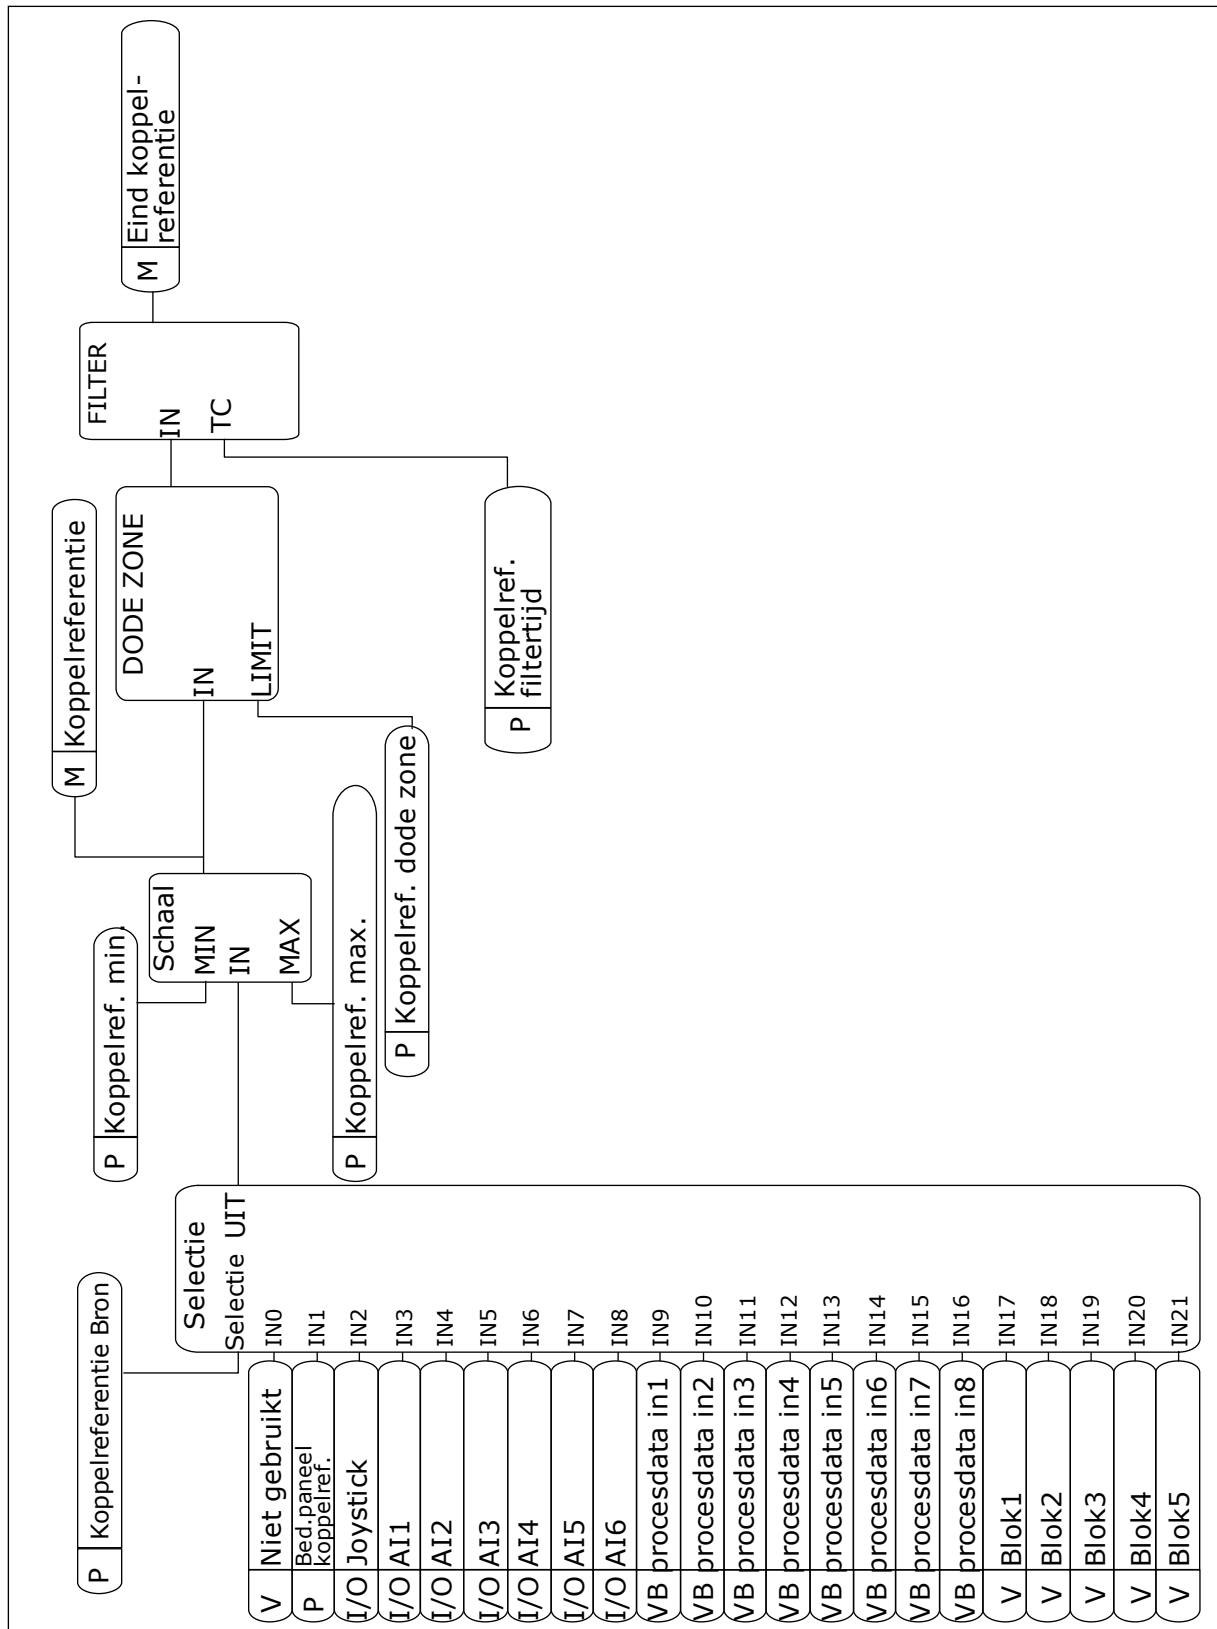 P Koppelreferentie Bron
Selectie
Selectie UIT
V Niet gebruikt IN0
P Bed.paneel
koppelref. IN1
I/O Joystick IN2
I/O AI1 IN3
I/O AI2 IN4
I/O AI3 IN5
I/O AI4 IN6
I/O AI5 IN7
I/O AI6 IN8
VB procesdata in1 IN9
VB procesdata in2 IN10
VB procesdata in3 IN11
VB procesdata in4 IN12
VB procesdata in5 IN13
VB procesdata in6 IN14
VB procesdata in7 IN15
VB procesdata in8 IN16
V Blok1 IN17
V Blok2 IN18
V Blok3 IN19
V Blok4 IN20
V Blok5 IN21
P Koppelref. min.
Schaal
MIN
IN
MAX
P Koppelref. max.
P Koppelref. dode zone
M Koppelreferentie
DODE ZONE
IN
LIMIT
P Koppelref.
filtertijd
FILTER
IN
TC
M Eind koppel-
referentie